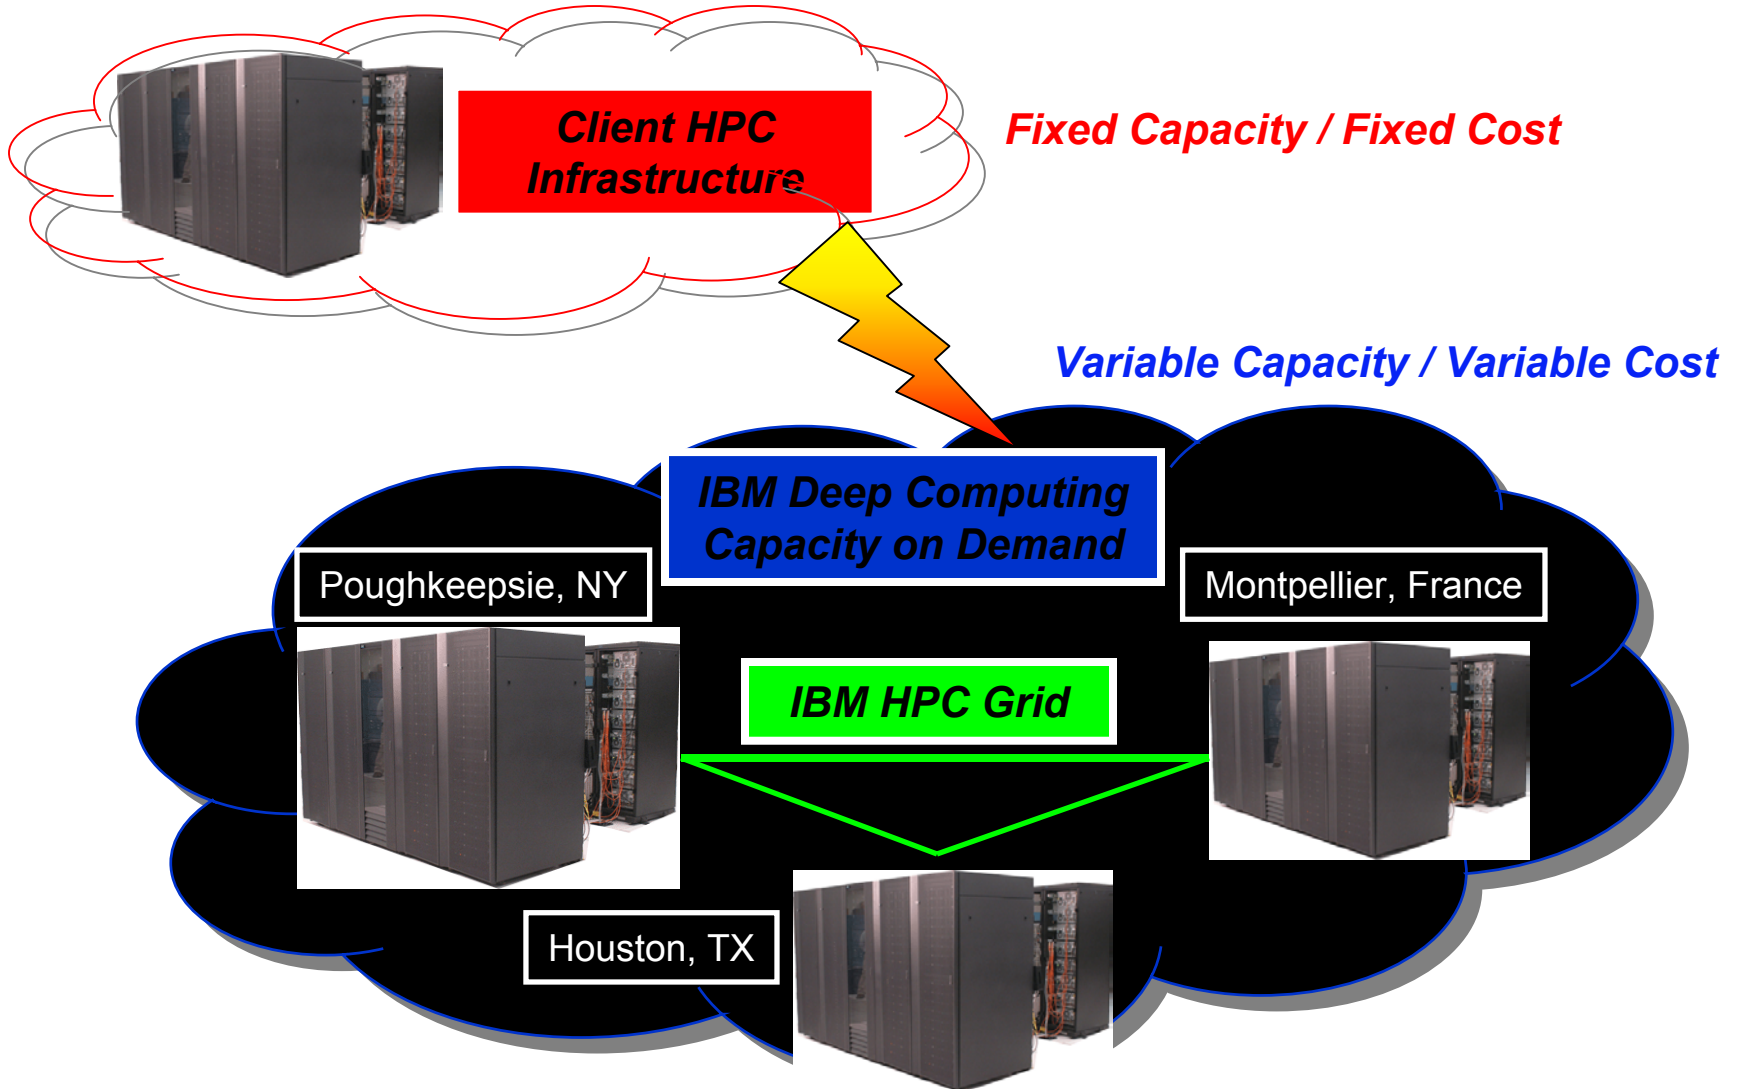 Client HPC
Infrastructure
Fixed Capacity / Fixed Cost
Variable Capacity / Variable Cost
IBM Deep Computing
Capacity on Demand
Poughkeepsie, NY
Montpellier, France
IBM HPC Grid
Houston, TX